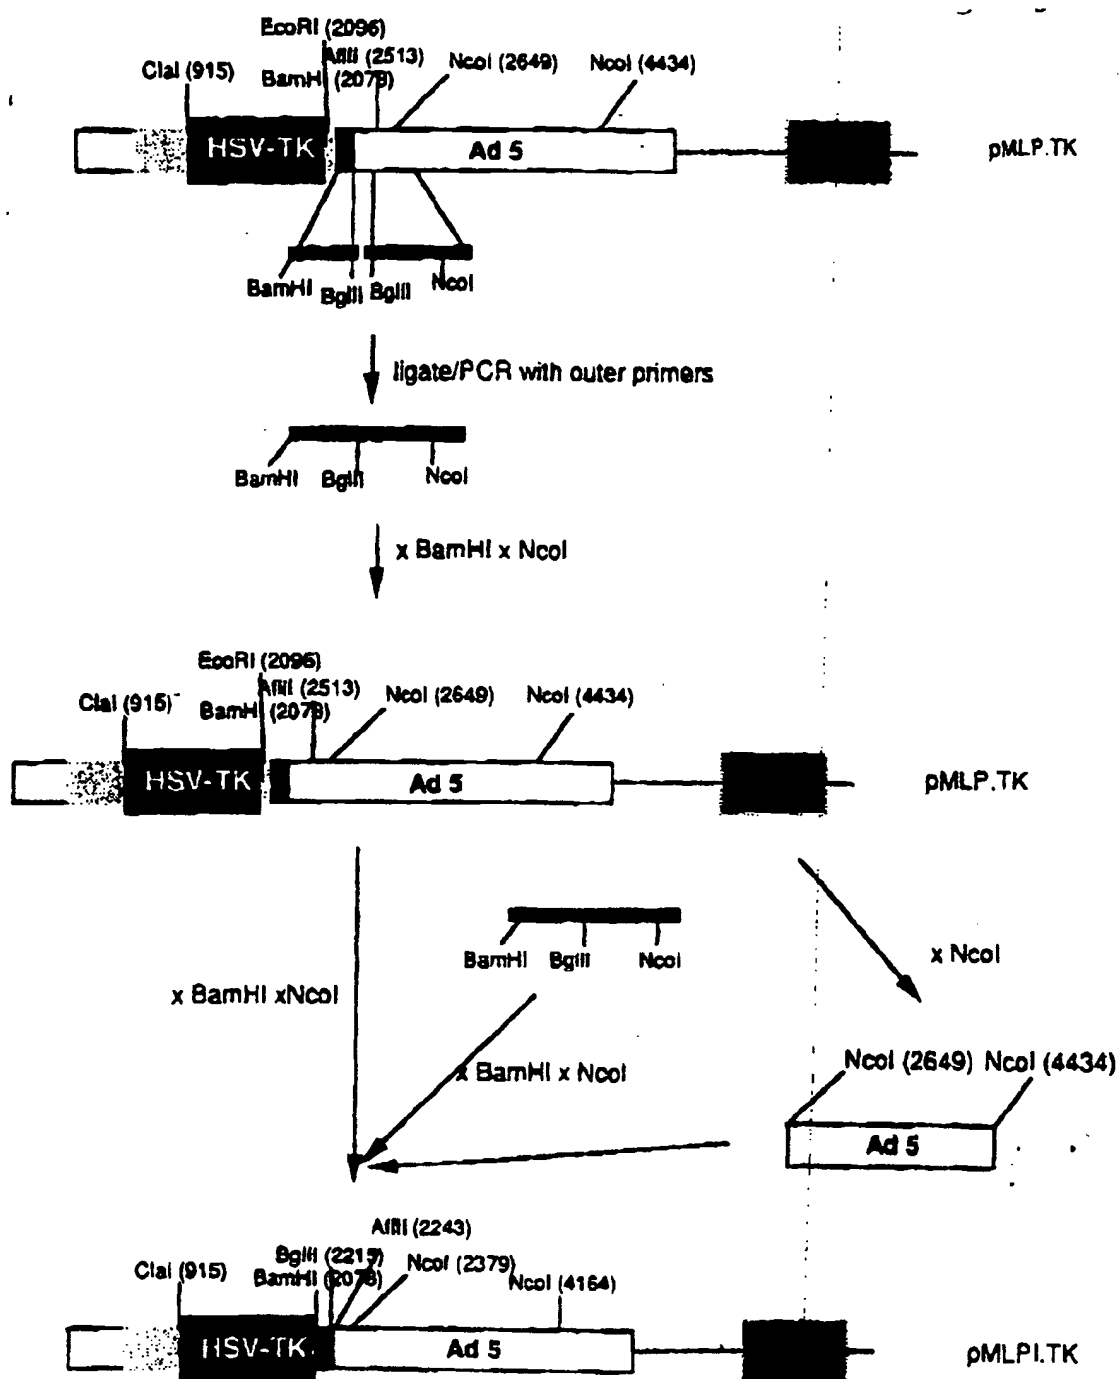 EcoRI (2096)
AflII (2513)
ClaI (915)
BamHI (2078)
NcoI (2649)
NcoI (4434)
HSV-TK
Ad 5
pMLP.TK
BamHI
BglII
BglII
NcoI
ligate/PCR with outer primers
BamHI
BglII
NcoI
x BamHI x NcoI
EcoRI (2096)
AflII (2513)
ClaI (915)
BamHI (2078)
NcoI (2649)
NcoI (4434)
HSV-TK
Ad 5
pMLP.TK
BamHI
BglII
NcoI
x NcoI
x BamHI xNcoI
x BamHI x NcoI
NcoI (2649) NcoI (4434)
Ad 5
AflII (2243)
BglII (2215)
NcoI (2379)
ClaI (915)
BamHI (2078)
NcoI (4164)
HSV-TK
Ad 5
pMLPI.TK